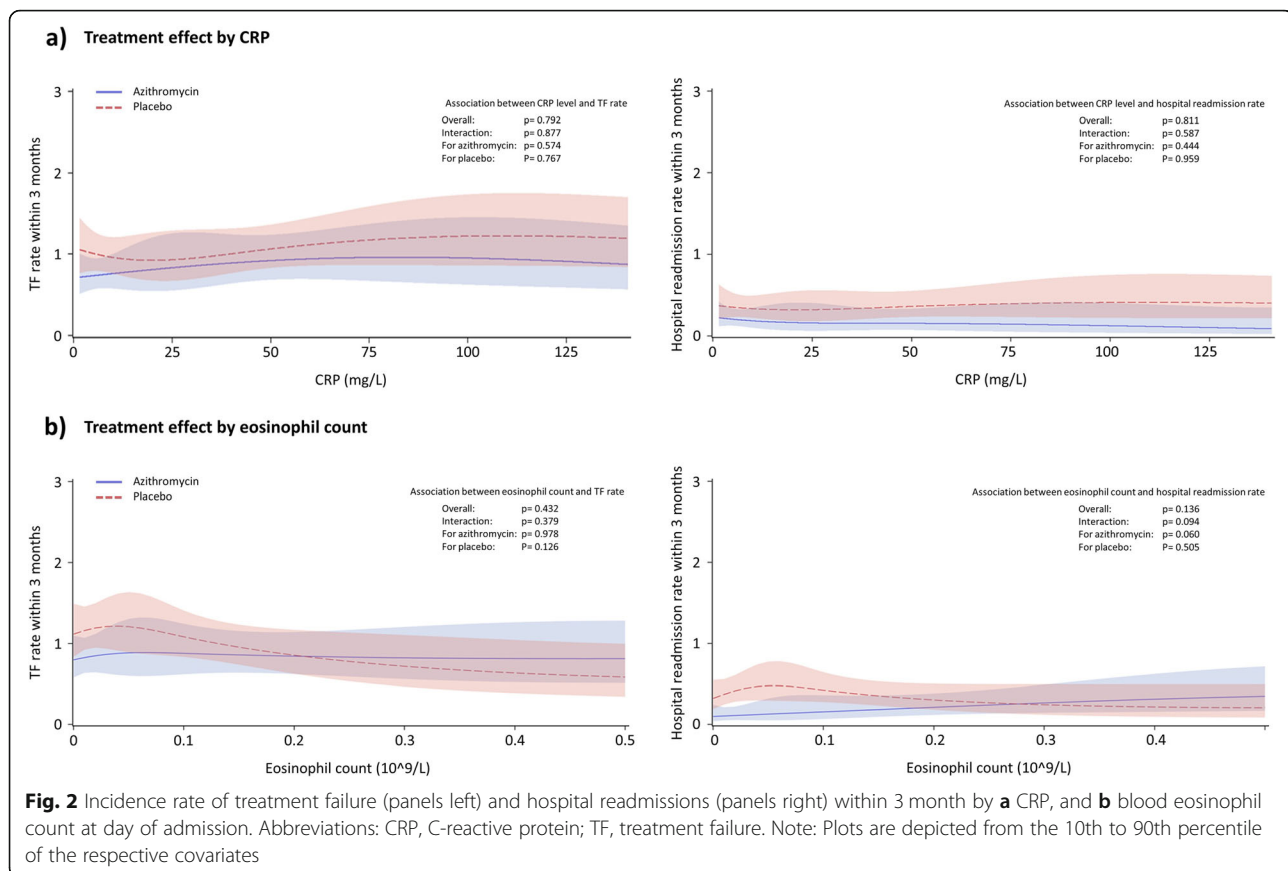 a) Treatment effect by CRP
Azithromycin
Placebo
Association between CRP level and TF rate
Overall: p= 0.792
Interaction: p= 0.877
For azithromycin: p= 0.574
For placebo: P= 0.767
TF rate within 3 months
3
2
1
0
0 25 50 75 100 125
CRP (mg/L)
Association between CRP level and hospital readmission rate
Overall: p= 0.811
Interaction: p= 0.587
For azithromycin: p= 0.444
For placebo: P= 0.959
Hospital readmission rate within 3 months
3
2
1
0
0 25 50 75 100 125
CRP (mg/L)
b) Treatment effect by eosinophil count
Azithromycin
Placebo
Association between eosinophil count and TF rate
Overall: p= 0.432
Interaction: p= 0.379
For azithromycin: p= 0.978
For placebo: P= 0.126
TF rate within 3 months
3
2
1
0
0 0.1 0.2 0.3 0.4 0.5
Eosinophil count (10^9/L)
Association between eosinophil count and hospital readmission rate
Overall: p= 0.136
Interaction: p= 0.094
For azithromycin: p= 0.060
For placebo: P= 0.505
Hospital readmission rate within 3 months
3
2
1
0
0 0.1 0.2 0.3 0.4
Eosinophil count (10^9/L)
Fig. 2 Incidence rate of treatment failure (panels left) and hospital readmissions (panels right) within 3 month by a CRP, and b blood eosinophil
count at day of admission. Abbreviations: CRP, C-reactive protein; TF, treatment failure. Note: Plots are depicted from the 10th to 90th percentile
of the respective covariates